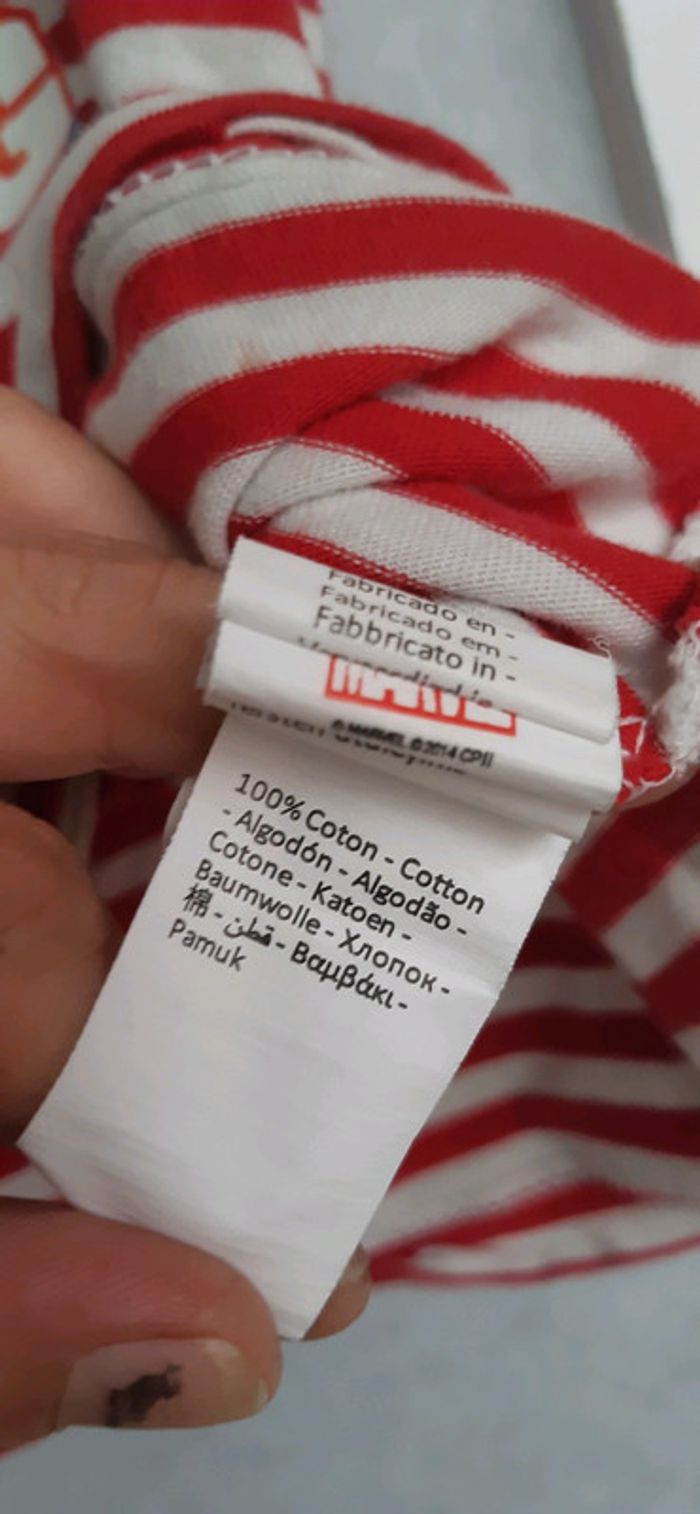 Fabricado en -
Fabricado em -
Fabbricato in -
MARVEL
© MARVEL ©2014 CPII
100% Coton - Cotton
- Algodón - Algodão -
Cotone - Katoen -
Baumwolle - Хлопок -
棉 - قطن - Βαμβάκι -
Pamuk